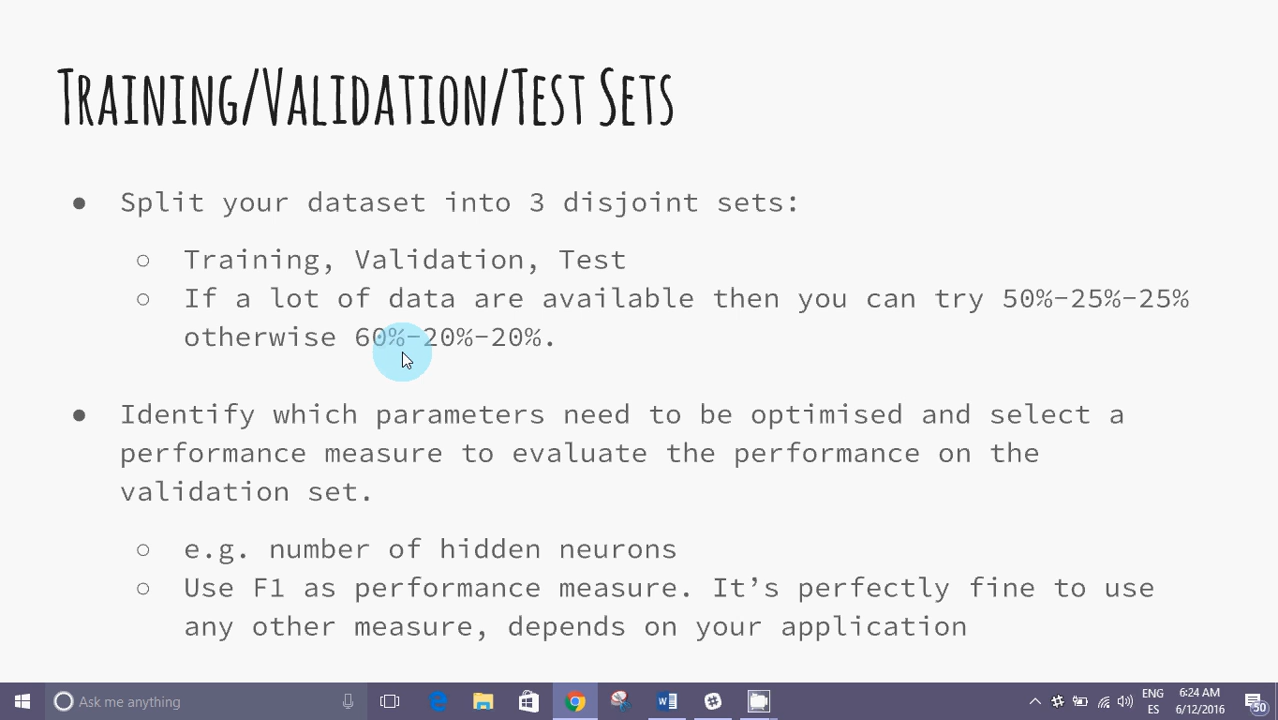 TRAINING/VALIDATION/TEST SETS
● Split your dataset into 3 disjoint sets:
○ Training, Validation, Test
○ If a lot of data are available then you can try 50%-25%-25%
otherwise 60%-20%-20%.
● Identify which parameters need to be optimised and select a
performance measure to evaluate the performance on the
validation set.
○ e.g. number of hidden neurons
○ Use F1 as performance measure. It’s perfectly fine to use
any other measure, depends on your application
Ask me anything
ENG
ES
6:24 AM
6/12/2016
50